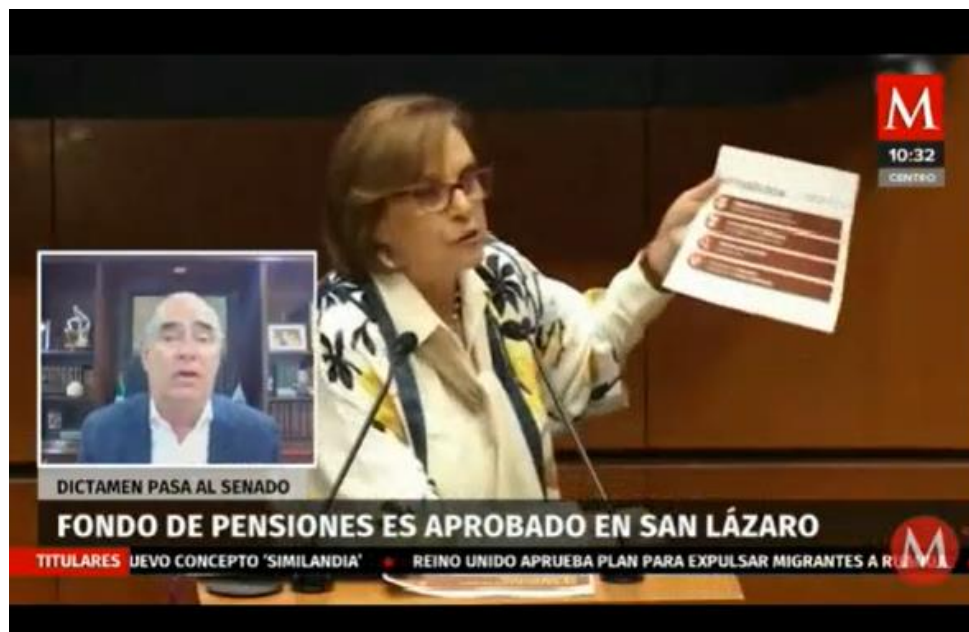 M
10:32
CENTRO
DICTAMEN PASA AL SENADO
FONDO DE PENSIONES ES APROBADO EN SAN LÁZARO
TITULARES UEVO CONCEPTO 'SIMILANDIA' REINO UNIDO APRUEBA PLAN PARA EXPULSAR MIGRANTES A
M